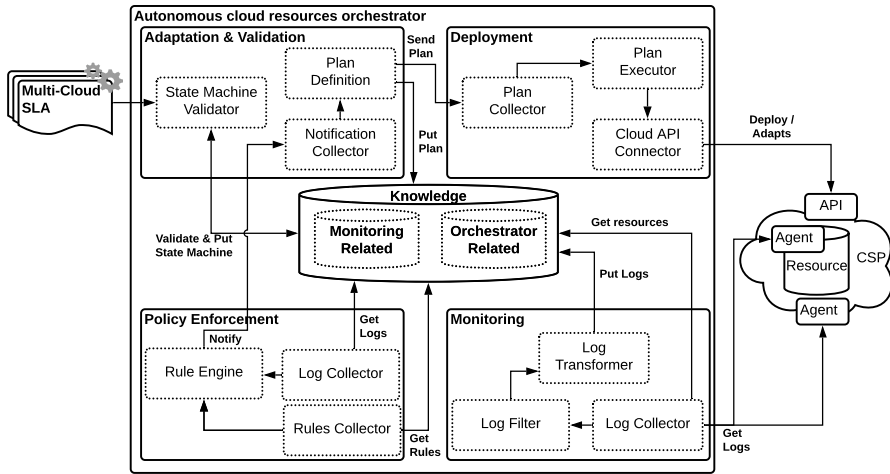 Autonomous cloud resources orchestrator
Adaptation & Validation
Send
Plan
Deployment
Multi-Cloud
SLA
State Machine
Validator
Plan
Definition
Notification
Collector
Put
Plan
Plan
Collector
Plan
Executor
Cloud API
Connector
Deploy /
Adapts
Knowledge
Monitoring
Related
Orchestrator
Related
Validate & Put
State Machine
Get resources
Put Logs
API
Agent
Resource
CSP
Agent
Policy Enforcement
Notify
Get
Logs
Rule Engine
Log Collector
Rules Collector
Get
Rules
Monitoring
Log
Transformer
Log Filter
Log Collector
Get
Logs